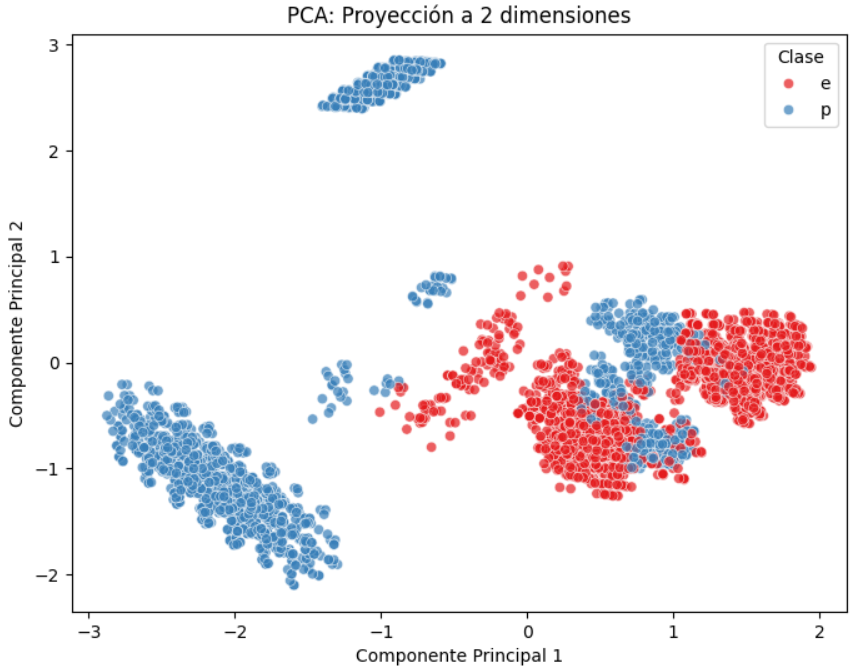 PCA: Proyección a 2 dimensiones
Clase
e
p
3
2
1
0
−1
−2
Componente Principal 2
−3
−2
−1
0
1
2
Componente Principal 1